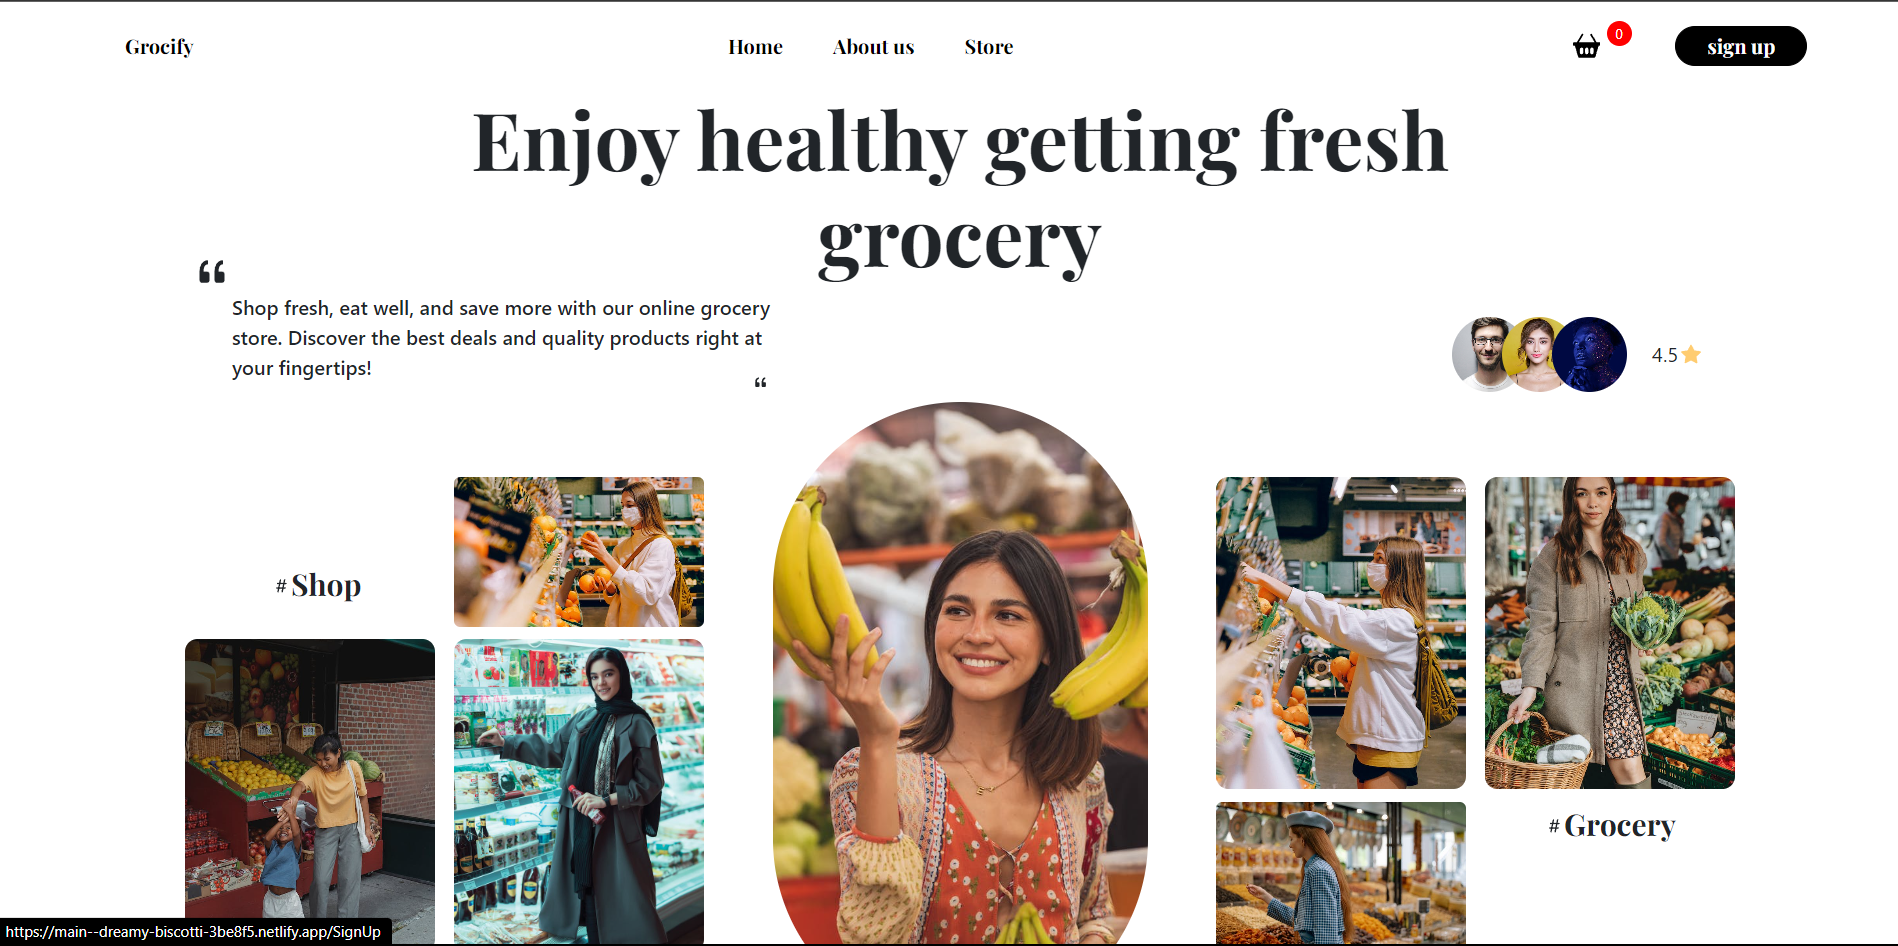 Grocify
Home
About us
Store
0
sign up
Enjoy healthy getting fresh
grocery
“
Shop fresh, eat well, and save more with our online grocery
store. Discover the best deals and quality products right at
your fingertips!
“
4.5
# Shop
# Grocery
https://main--dreamy-biscotti-3be8f5.netlify.app/SignUp